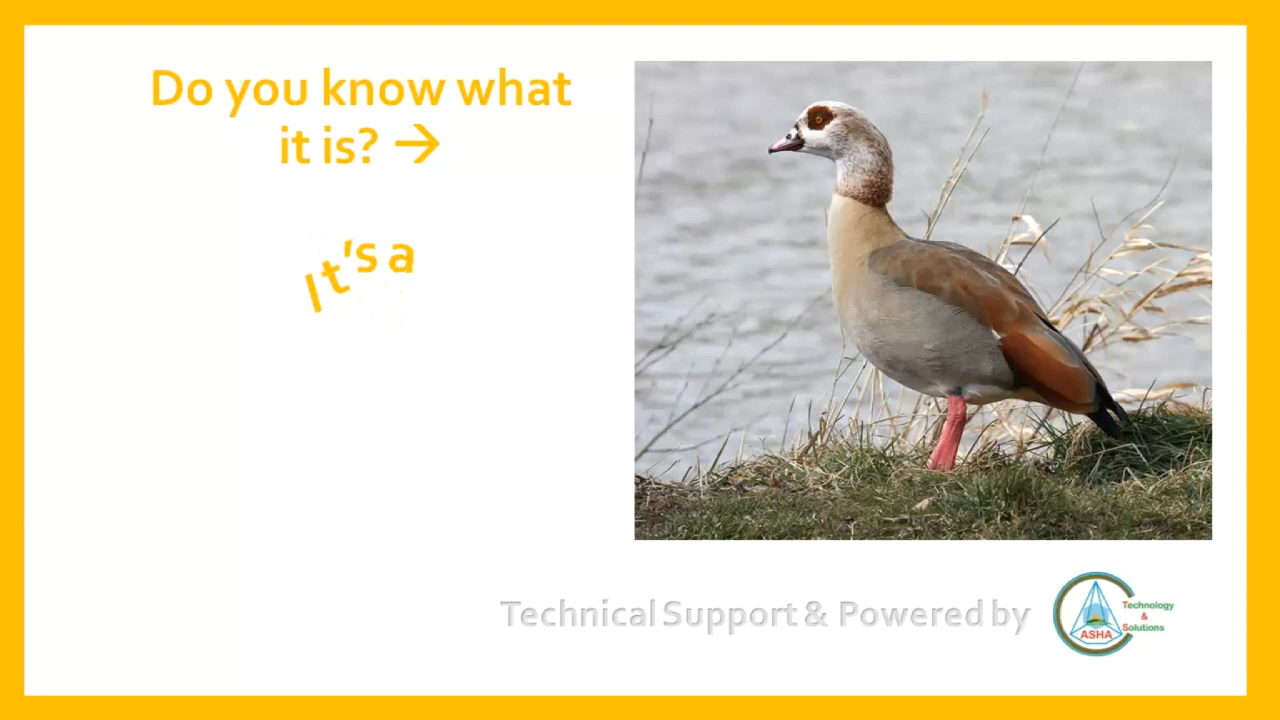 Do you know what
it is? →
It's a
Technical Support & Powered by
ASHA
Technology
&
Solutions